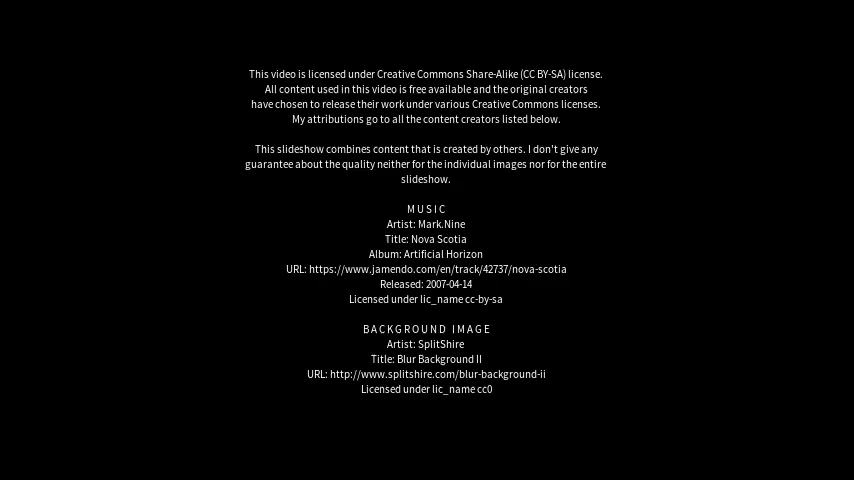 This video is licensed under Creative Commons Share-Alike (CC BY-SA) license.
All content used in this video is free available and the original creators
have chosen to release their work under various Creative Commons licenses.
My attributions go to all the content creators listed below.
This slideshow combines content that is created by others. I don't give any
guarantee about the quality neither for the individual images nor for the entire
slideshow.
MUSIC
Artist: Mark.Nine
Title: Nova Scotia
Album: Artificial Horizon
URL: https://www.jamendo.com/en/track/42737/nova-scotia
Released: 2007-04-14
Licensed under lic_name cc-by-sa
BACKGROUND IMAGE
Artist: SplitShire
Title: Blur Background II
URL: http://www.splitshire.com/blur-background-ii
Licensed under lic_name cc0